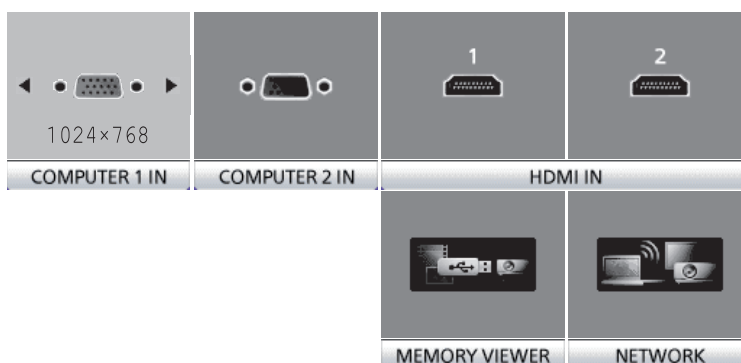 1 2
1024×768
COMPUTER 1 IN COMPUTER 2 IN HDMI IN
MEMORY VIEWER NETWORK